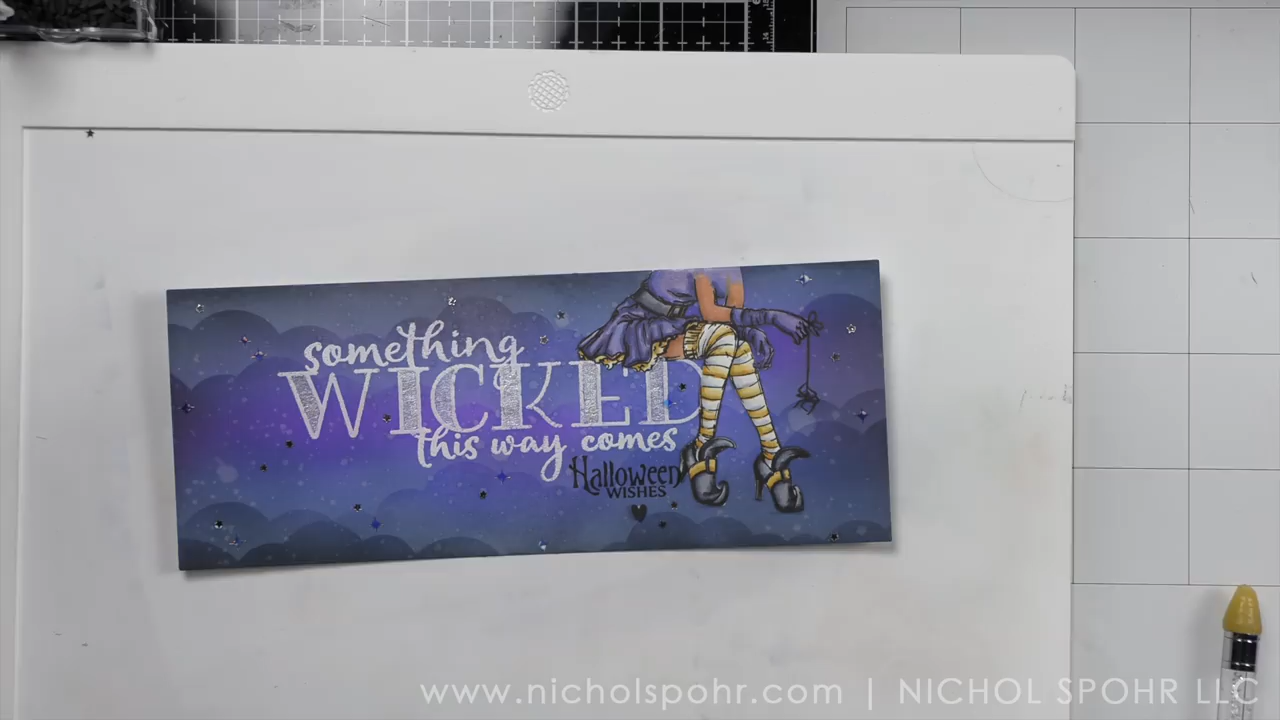 something
WICKED
this way comes
Halloween
WISHES
www.nicholspohr.com | NICHOL SPOHR LLC